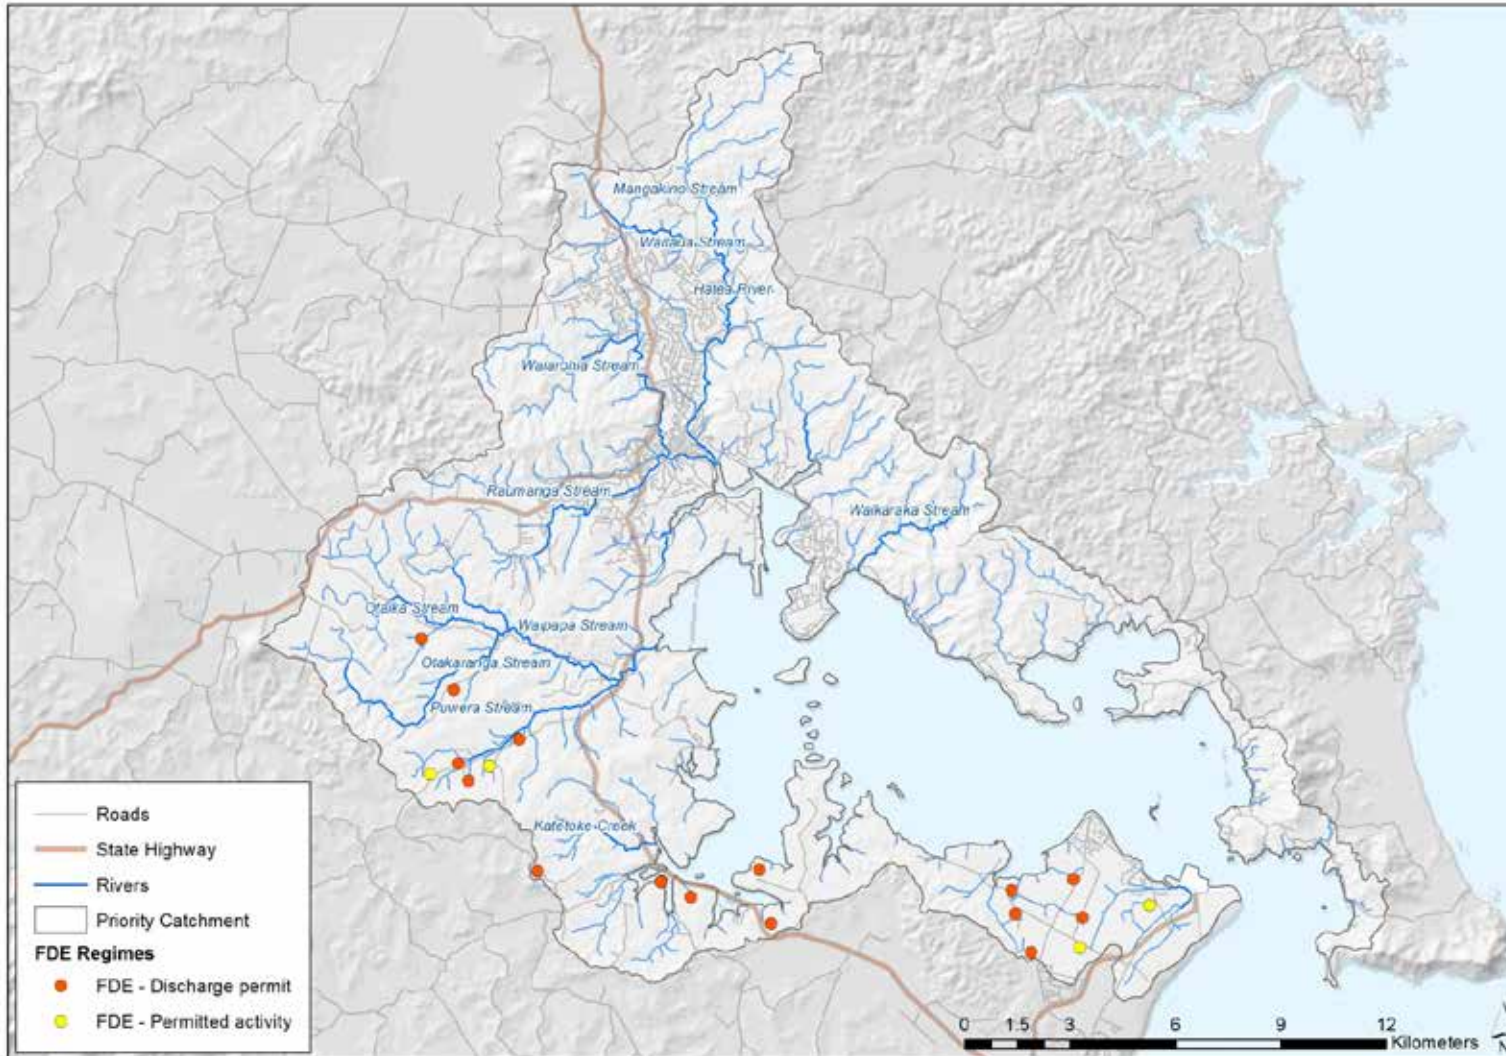 Mangakino Stream
Waitaua Stream
Hatea River
Waiarohia Stream
Raumanga Stream
Waikaraka Stream
Otaika Stream
Waipapa Stream
Otakaranga Stream
Puwera Stream
Kotetoke Creek
Roads
State Highway
Rivers
Priority Catchment
FDE Regimes
FDE - Discharge permit
FDE - Permitted activity
0 1.5 3 6 9 12
Kilometers
N